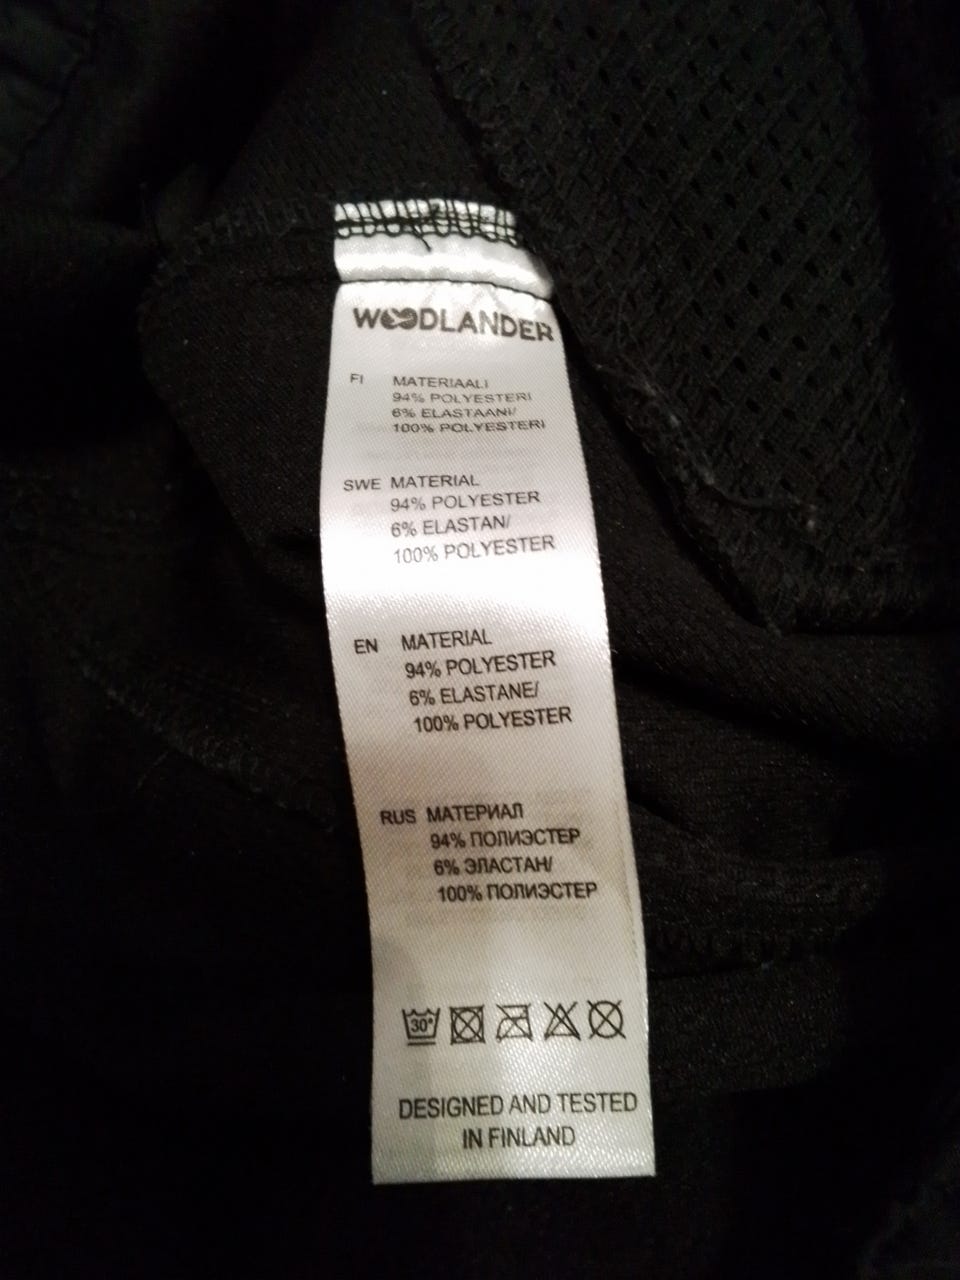 WOODLANDER
FI MATERIAALI
94% POLYESTERI
6% ELASTAANI/
100% POLYESTERI
SWE MATERIAL
94% POLYESTER
6% ELASTAN/
100% POLYESTER
EN MATERIAL
94% POLYESTER
6% ELASTANE/
100% POLYESTER
RUS МАТЕРИАЛ
94% ПОЛИЭСТЕР
6% ЭЛАСТАН/
100% ПОЛИЭСТЕР
30°
DESIGNED AND TESTED
IN FINLAND